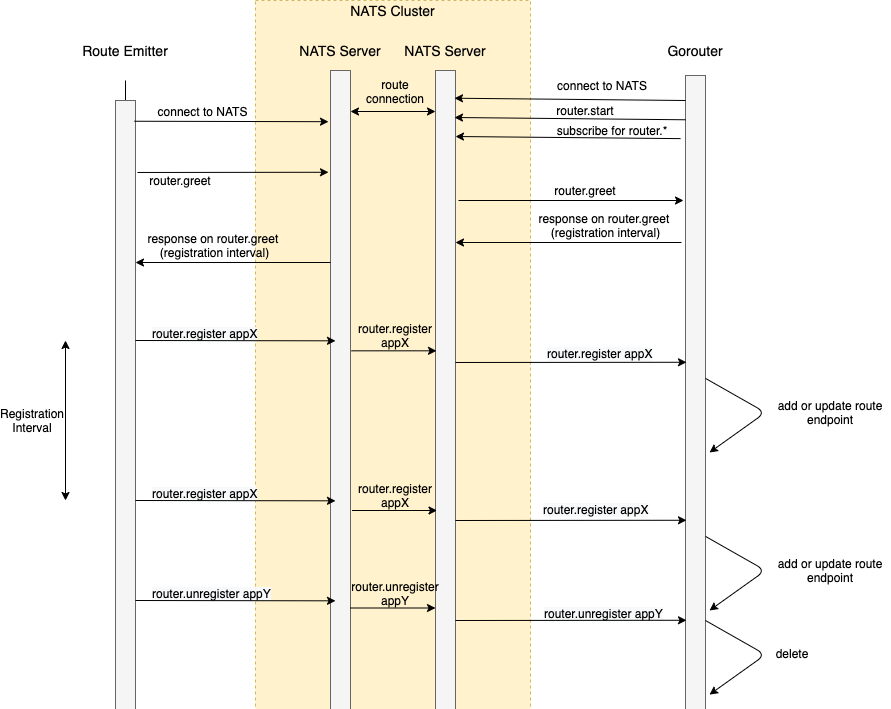 NATS Cluster
Route Emitter
NATS Server
NATS Server
Gorouter
connect to NATS
route
connection
connect to NATS
router.start
subscribe for router.*
router.greet
router.greet
response on router.greet
(registration interval)
response on router.greet
(registration interval)
router.register appX
router.register
appX
router.register appX
Registration
Interval
add or update route
endpoint
router.register appX
router.register
appX
router.register appX
add or update route
endpoint
router.unregister appY
router.unregister
appY
router.unregister appY
delete